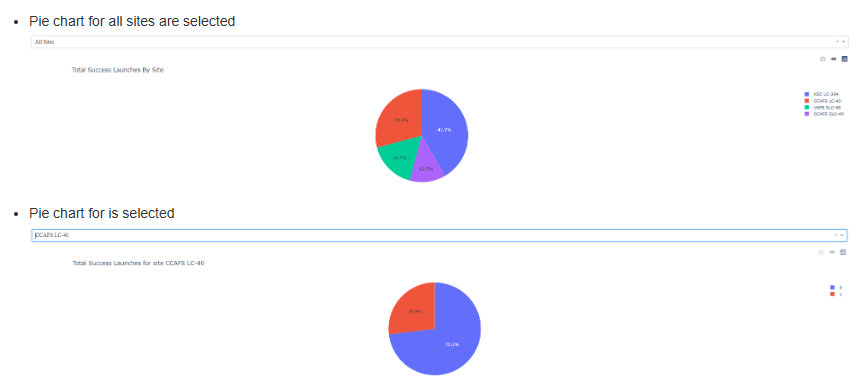 Pie chart for all sites are selected
All Sites
Total Success Launches By Site
KSC LC-39A
CCAFS LC-40
VAFB SLC-4E
CCAFS SLC-40
41.7%
29.2%
16.7%
12.5%
Pie chart for is selected
CCAFS LC-40
Total Success Launches for site CCAFS LC-40
0
1
73.1%
26.9%